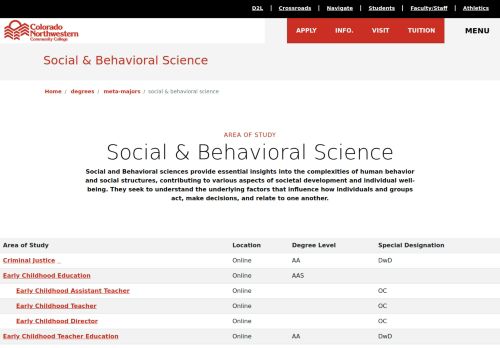 D2L | Crossroads | Navigate | Students | Faculty/Staff | Athletics
Colorado
Northwestern
Community College
APPLY INFO. VISIT TUITION MENU
Social & Behavioral Science
Home / degrees / meta-majors / social & behavioral science
AREA OF STUDY
Social & Behavioral Science
Social and Behavioral sciences provide essential insights into the complexities of human behavior
and social structures, contributing to various aspects of societal development and individual well-
being. They seek to understand the underlying factors that influence how individuals and groups
act, make decisions, and relate to one another.
Area of Study Location Degree Level Special Designation
Criminal Justice Online AA DwD
Early Childhood Education Online AAS
Early Childhood Assistant Teacher Online OC
Early Childhood Teacher Online OC
Early Childhood Director Online OC
Early Childhood Teacher Education Online AA DwD